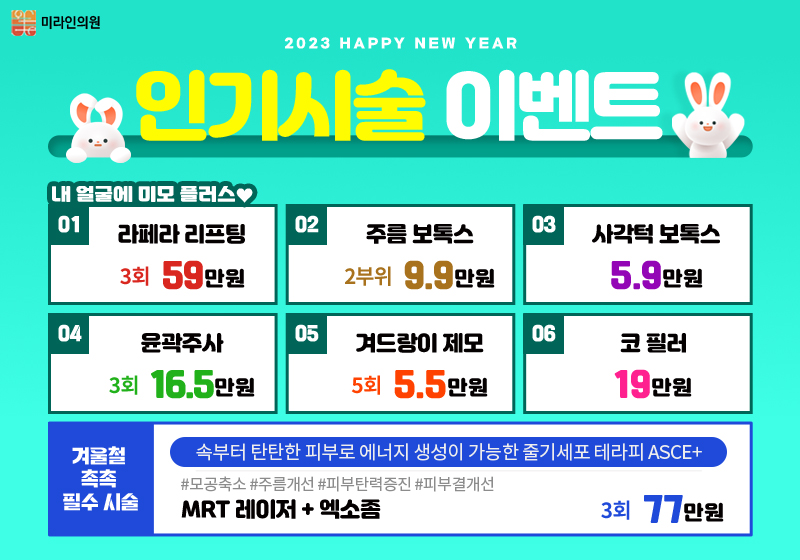 미라인의원
2023 HAPPY NEW YEAR
인기시술 이벤트
내 얼굴에 미모 플러스♥
01 라페라 리프팅
3회 59만원
02 주름 보톡스
2부위 9.9만원
03 사각턱 보톡스
5.9만원
04 윤곽주사
3회 16.5만원
05 겨드랑이 제모
5회 5.5만원
06 코 필러
19만원
겨울철
촉촉
필수 시술
속부터 탄탄한 피부로 에너지 생성이 가능한 줄기세포 테라피 ASCE+
#모공축소 #주름개선 #피부탄력증진 #피부결개선
MRT 레이저 + 엑소좀
3회 77만원